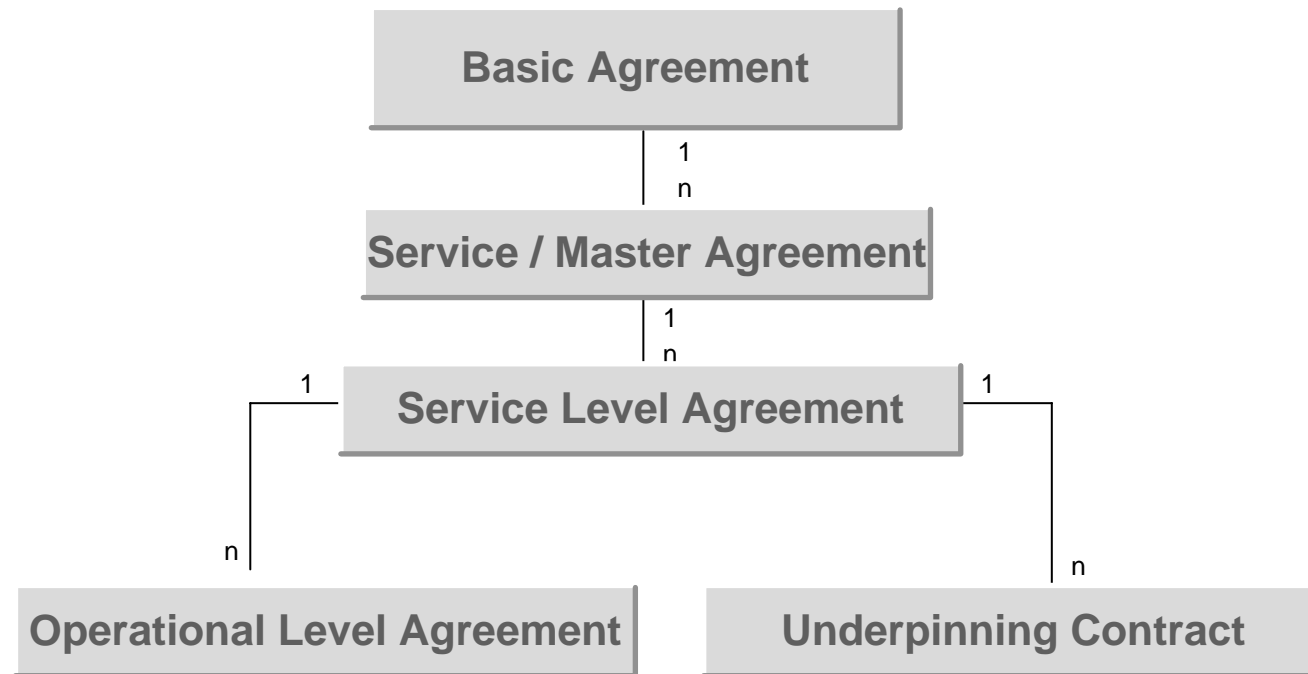 Basic Agreement
1
n
Service / Master Agreement
1
n
1
1
Service Level Agreement
n
n
Operational Level Agreement
Underpinning Contract